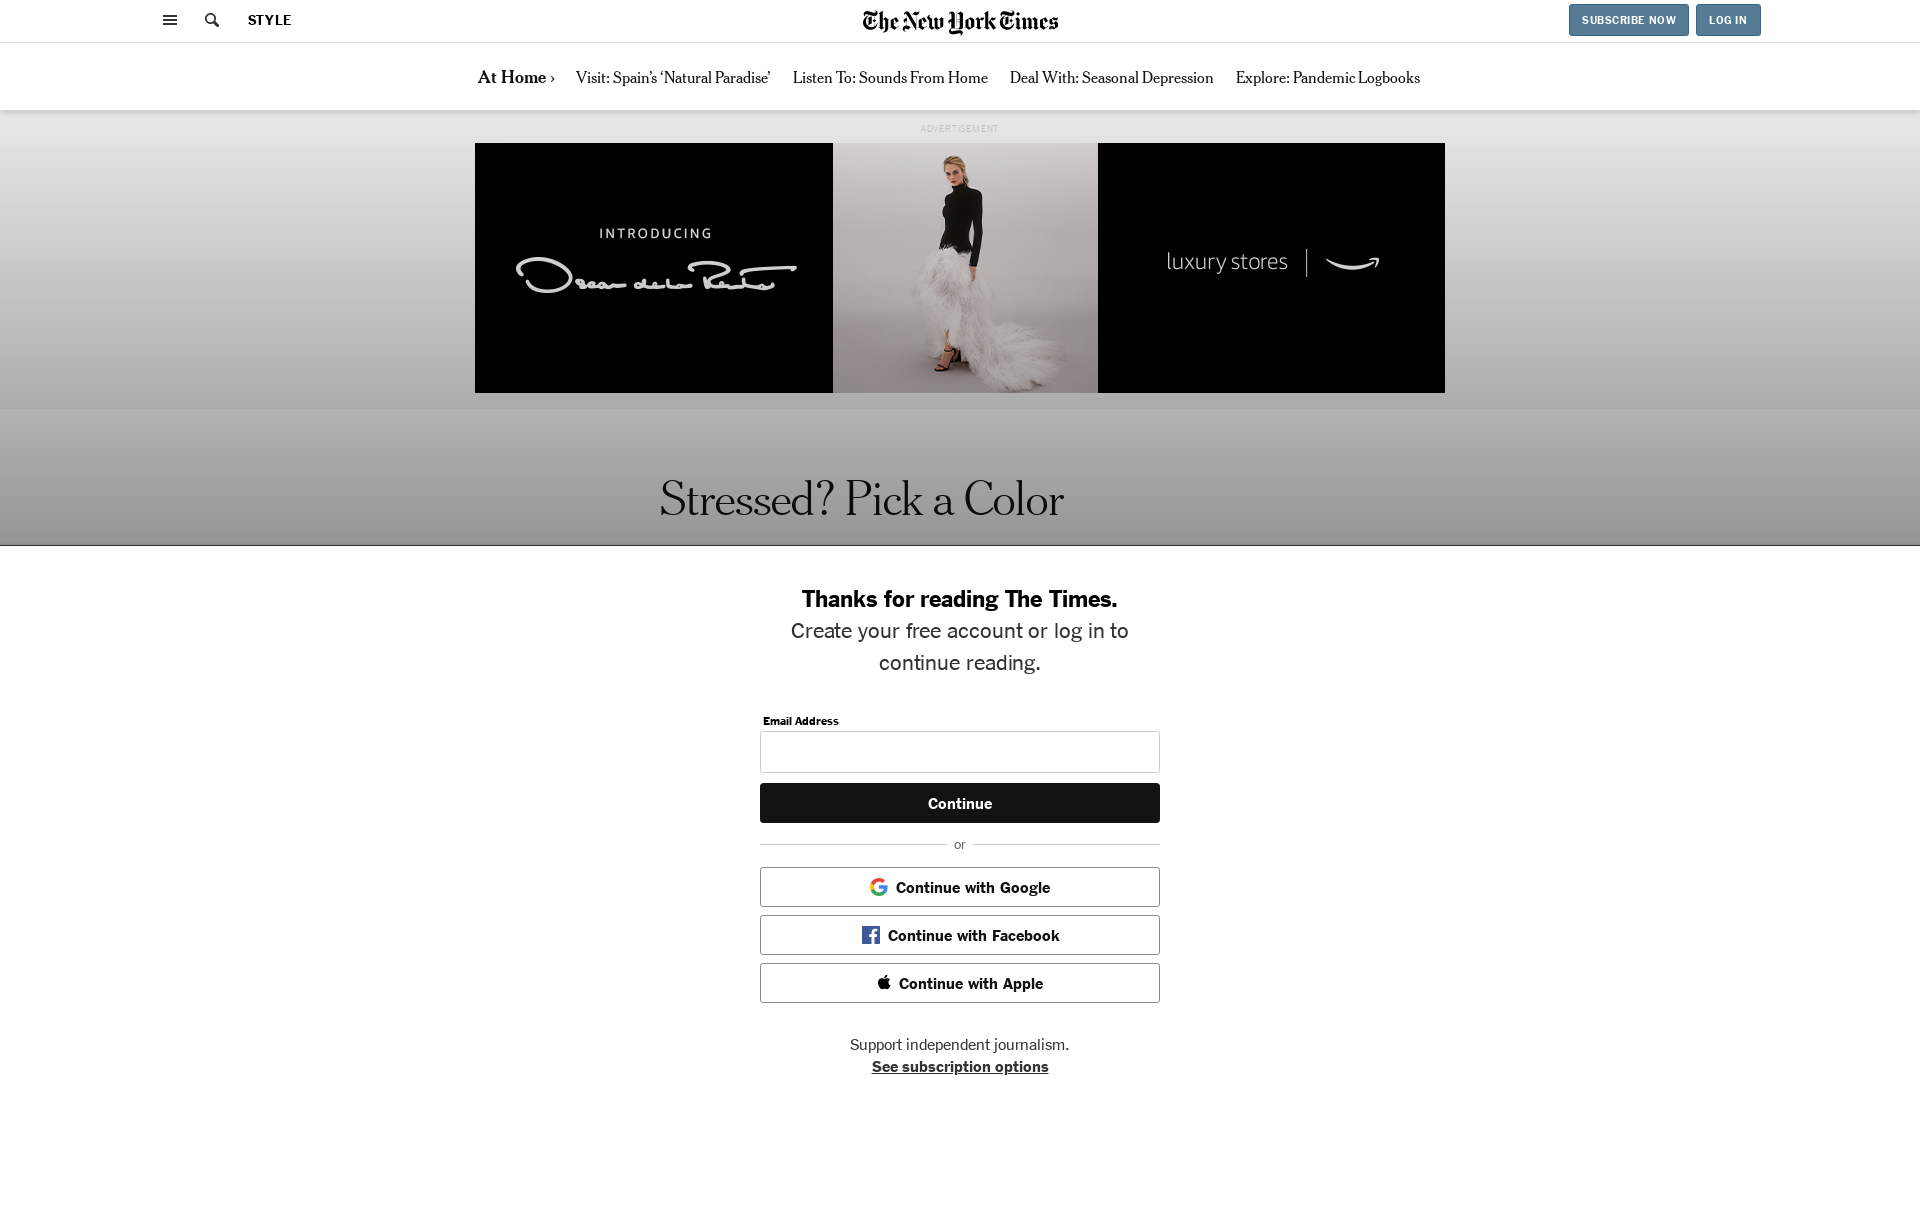 STYLE
The New York Times
SUBSCRIBE NOW
LOG IN
At Home ›
Visit: Spain’s ‘Natural Paradise’
Listen To: Sounds From Home
Deal With: Seasonal Depression
Explore: Pandemic Logbooks
ADVERTISEMENT
INTRODUCING
Oscar de la Renta
luxury stores
Stressed? Pick a Color
Thanks for reading The Times.
Create your free account or log in to
continue reading.
Email Address
Continue
or
Continue with Google
Continue with Facebook
Continue with Apple
Support independent journalism.
See subscription options